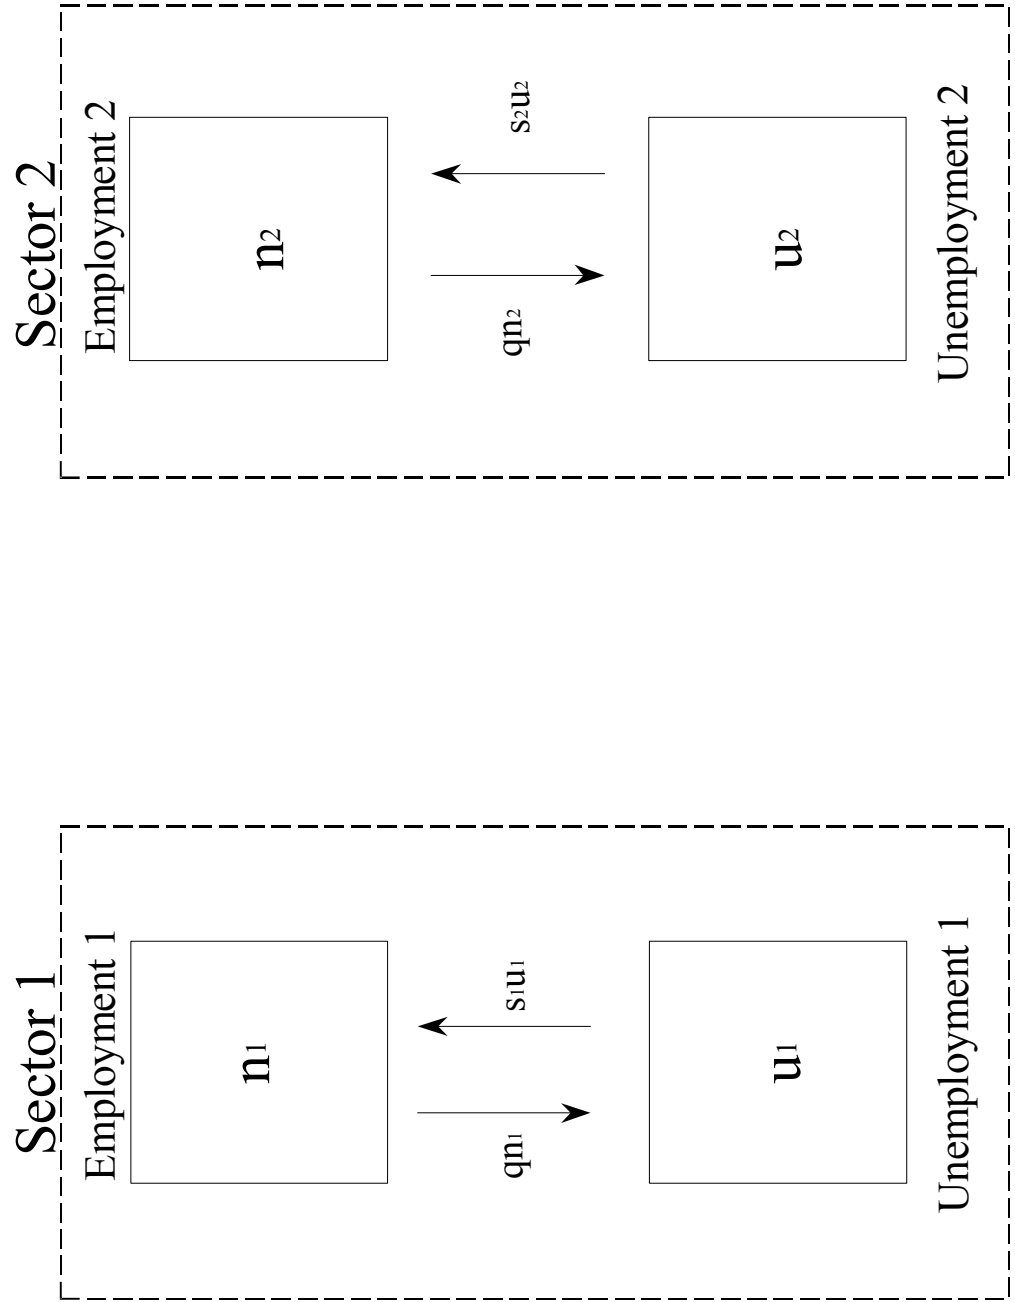 Sector 1
Employment 1
n1
qn1
s1u1
u1
Unemployment 1
Sector 2
Employment 2
n2
qn2
s2u2
u2
Unemployment 2